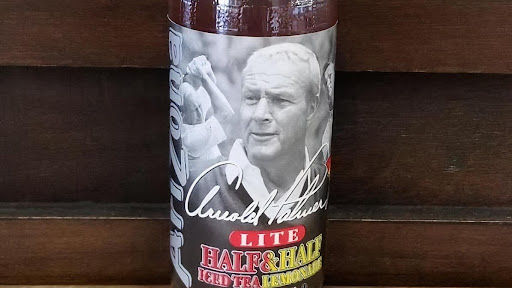 ARIZONA
Arnold Palmer
LITE
HALF&HALF
ICED TEA LEMONADE